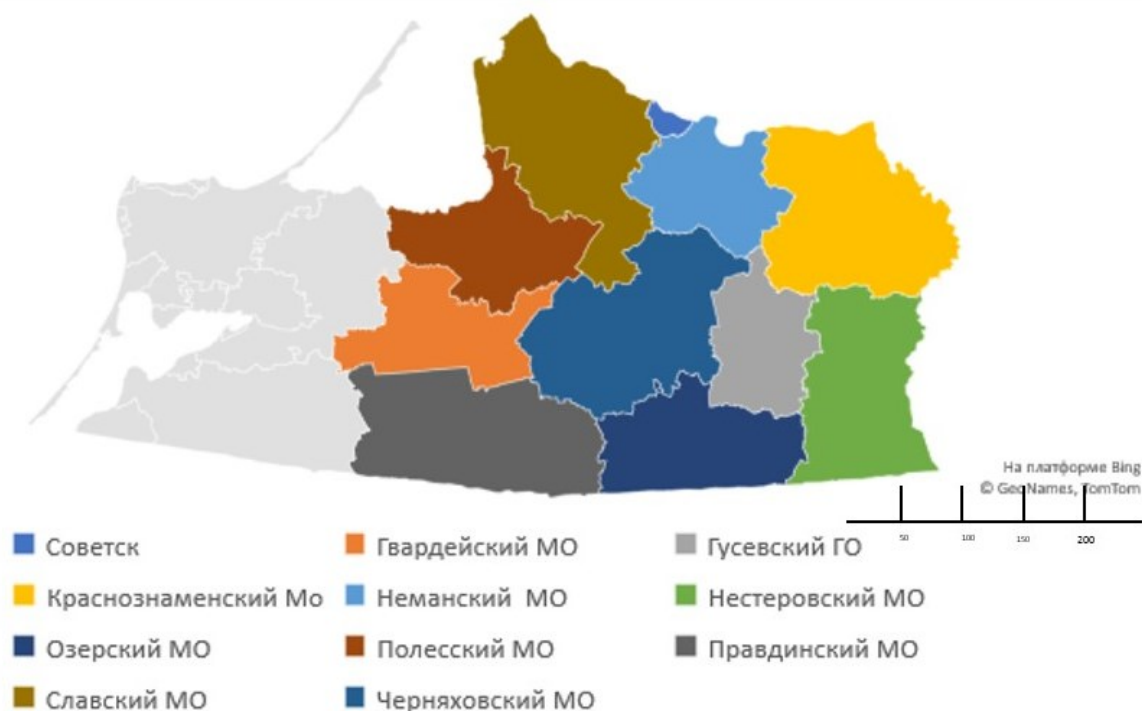 На платформе Bing
© GeoNames, TomTom
50 100 150 200
Советск Гвардейский МО Гусевский ГО
Краснознаменский Мо Неманский МО Нестеровский МО
Озерский МО Полесский МО Правдинский МО
Славский МО Черняховский МО